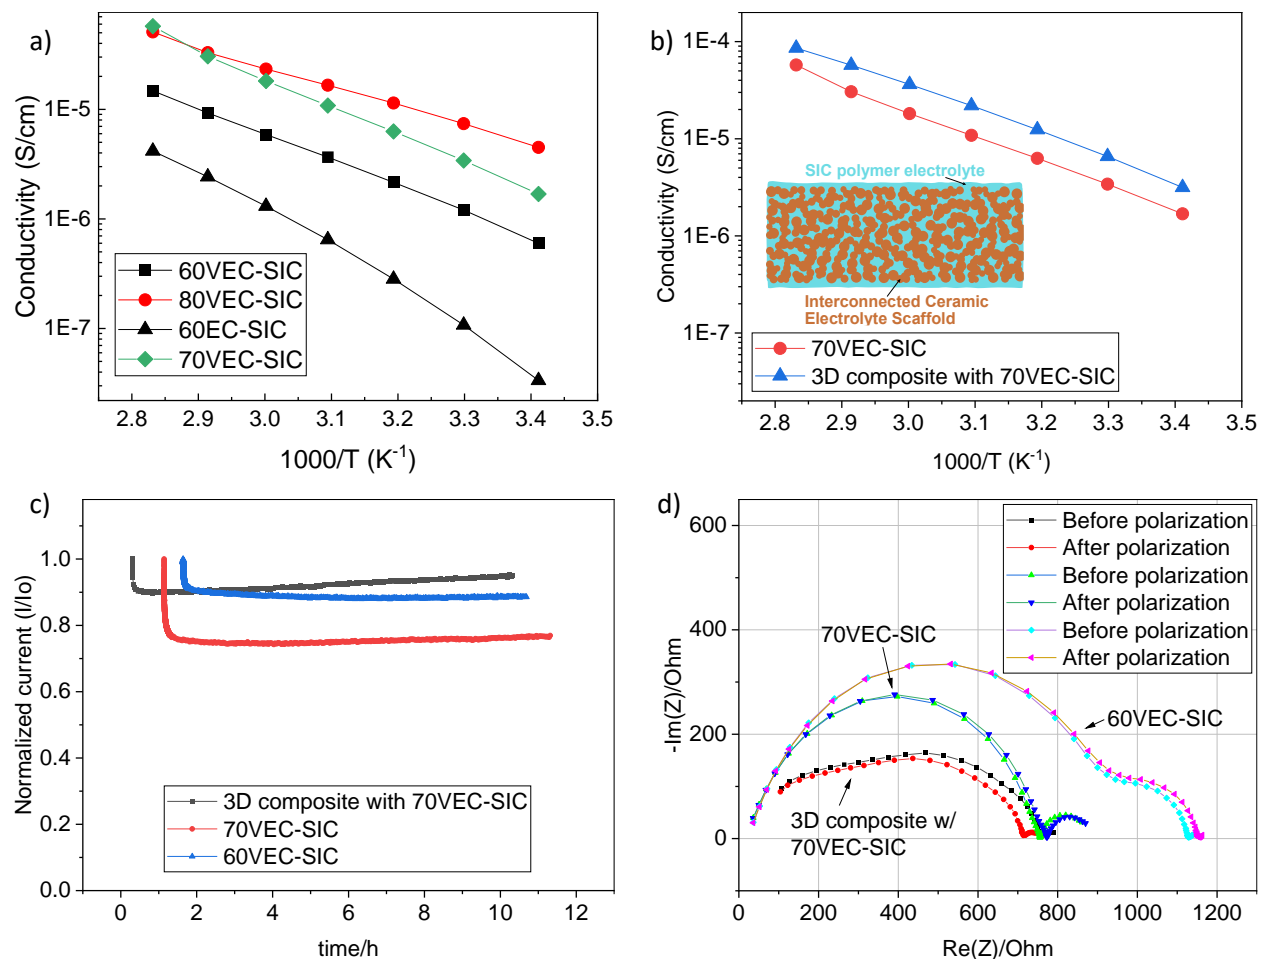 a)
1E-5
1E-6
1E-7
Conductivity (S/cm)
60VEC-SIC
80VEC-SIC
60EC-SIC
70VEC-SIC
2.8 2.9 3.0 3.1 3.2 3.3 3.4 3.5
1000/T (K⁻¹)
b)
1E-4
1E-5
1E-6
1E-7
Conductivity (S/cm)
SIC polymer electrolyte
Interconnected Ceramic
Electrolyte Scaffold
70VEC-SIC
3D composite with 70VEC-SIC
2.8 2.9 3.0 3.1 3.2 3.3 3.4 3.5
1000/T (K⁻¹)
c)
1.0
0.8
0.6
0.4
0.2
0.0
Normalized current (I/Io)
3D composite with 70VEC-SIC
70VEC-SIC
60VEC-SIC
0 2 4 6 8 10 12
time/h
d)
600
400
200
0
-Im(Z)/Ohm
Before polarization
After polarization
Before polarization
After polarization
Before polarization
After polarization
70VEC-SIC
60VEC-SIC
3D composite w/
70VEC-SIC
0 200 400 600 800 1000 1200
Re(Z)/Ohm